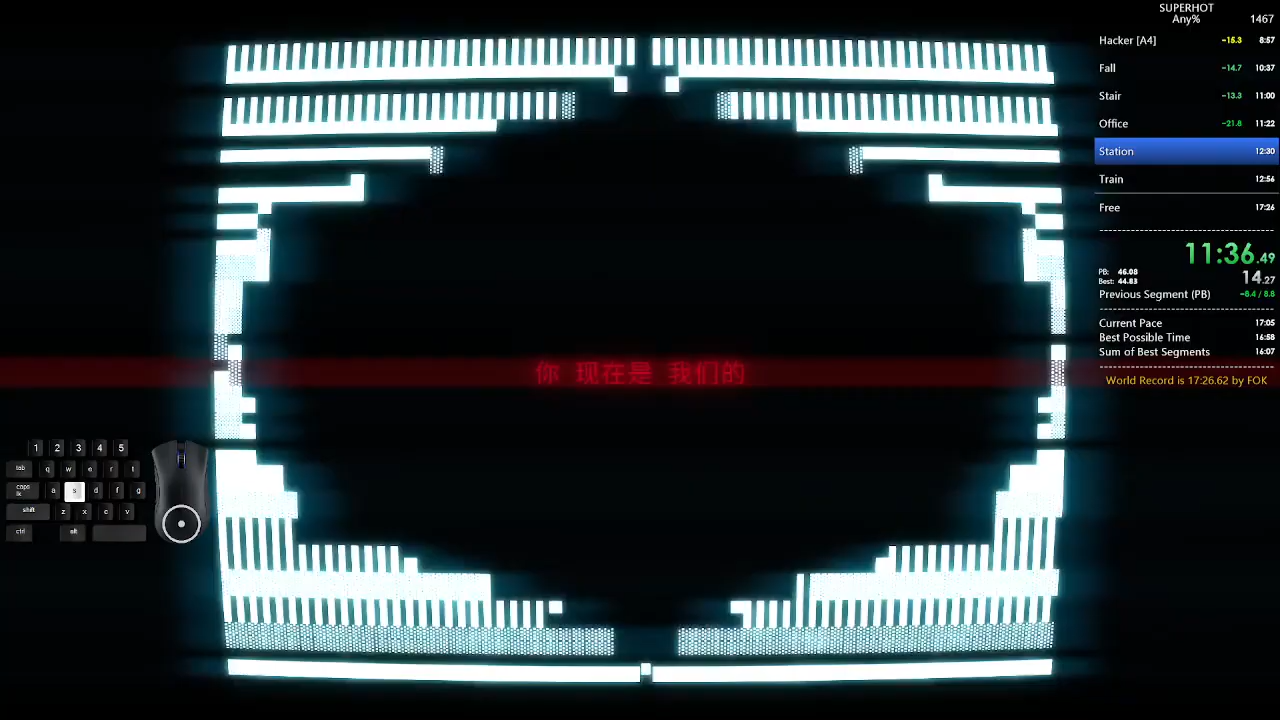 SUPERHOT
Any% 1467
Hacker [A4] -15.3 8:57
Fall -14.7 10:37
Stair -13.3 11:00
Office -21.8 11:22
Station 12:30
Train 12:56
Free 17:26
11:36.49
PB: 46.08
Best: 44.83
14.27
Previous Segment (PB) -8.4 / 8.8
Current Pace 17:05
Best Possible Time 16:58
Sum of Best Segments 16:07
World Record is 17:26.62 by FOK
你 现在是 我们的
1 2 3 4 5
tab q w e r t
caps lk a s d f g
shift z x c v
ctrl alt